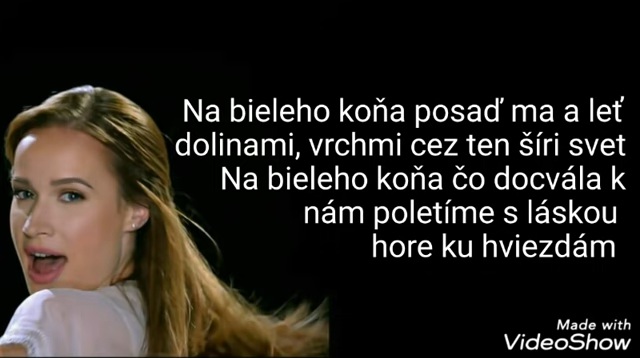 Na bieleho koňa posaď ma a leť
dolinami, vrchmi cez ten šíri svet
Na bieleho koňa čo docvála k
nám poletíme s láskou
hore ku hviezdám
Made with
VideoShow